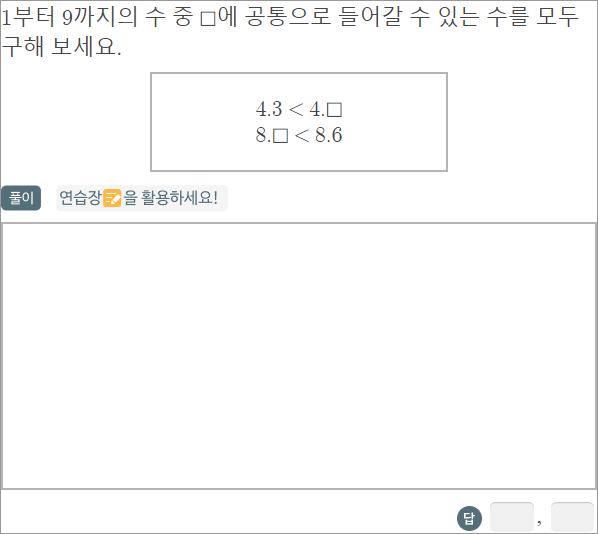 1부터 9까지의 수 중 □에 공통으로 들어갈 수 있는 수를 모두
구해 보세요.
4.3 < 4.□
8.□ < 8.6
풀이 연습장📝을 활용하세요!
답 ,